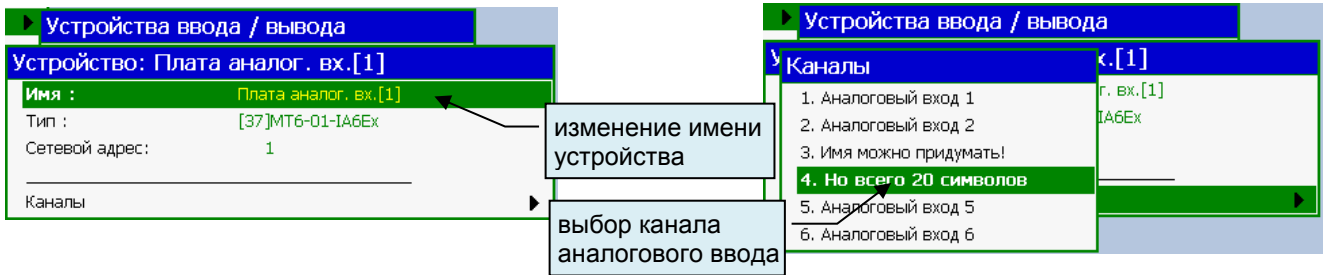 Устройства ввода / вывода
Устройство: Плата аналог. вх.[1]
Имя :
Плата аналог. вх.[1]
Тип :
[37]МТ6-01-IA6Ex
Сетевой адрес:
1
Каналы
изменение имени
устройства
выбор канала
аналогового ввода
Устройства ввода / вывода
У
х.[1]
Каналы
г. вх.[1]
IA6Ex
1. Аналоговый вход 1
2. Аналоговый вход 2
3. Имя можно придумать!
4. Но всего 20 символов
5. Аналоговый вход 5
6. Аналоговый вход 6